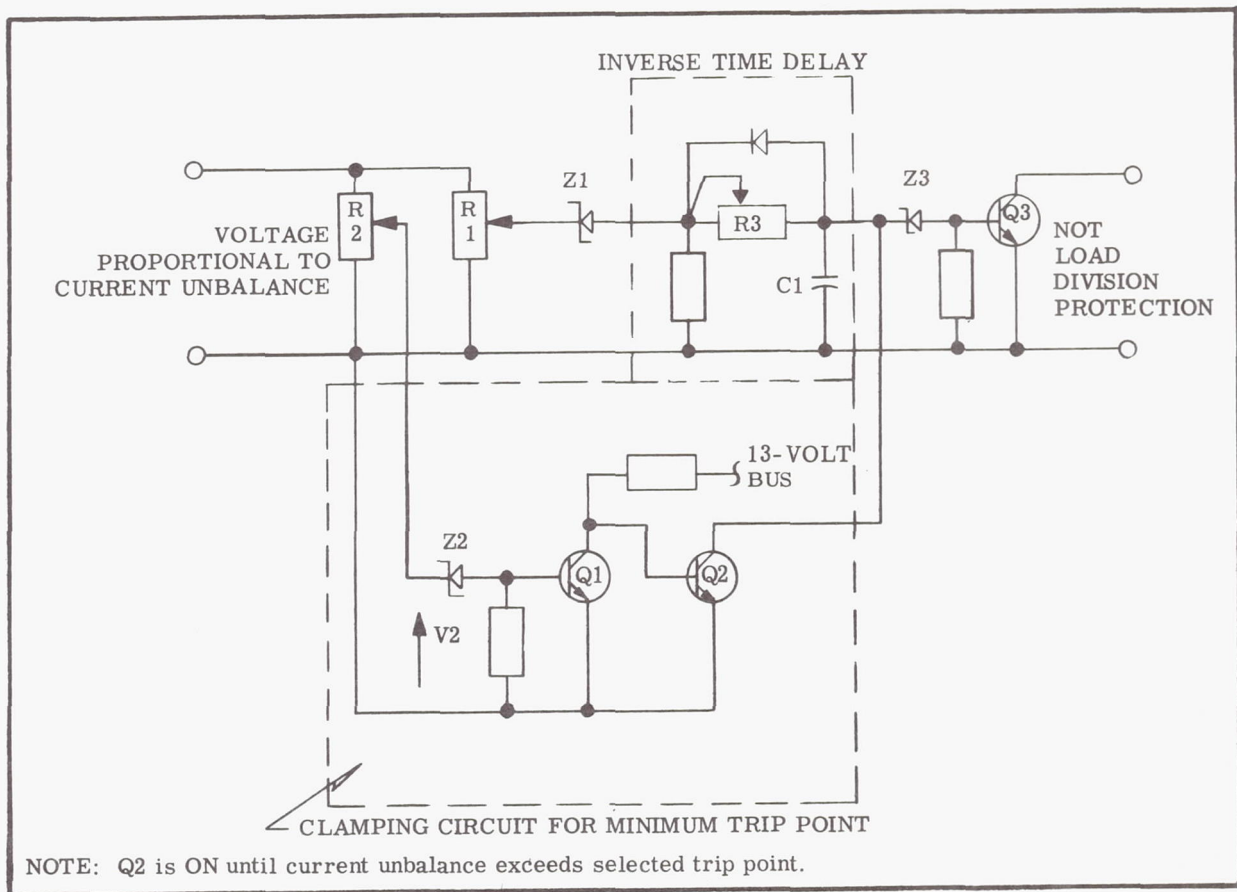 INVERSE TIME DELAY
Z1
Z3
R
2
R
1
R3
Q3
VOLTAGE
PROPORTIONAL TO
CURRENT UNBALANCE
C1
NOT
LOAD
DIVISION
PROTECTION
13-VOLT
BUS
Z2
Q1
Q2
V2
CLAMPING CIRCUIT FOR MINIMUM TRIP POINT
NOTE: Q2 is ON until current unbalance exceeds selected trip point.